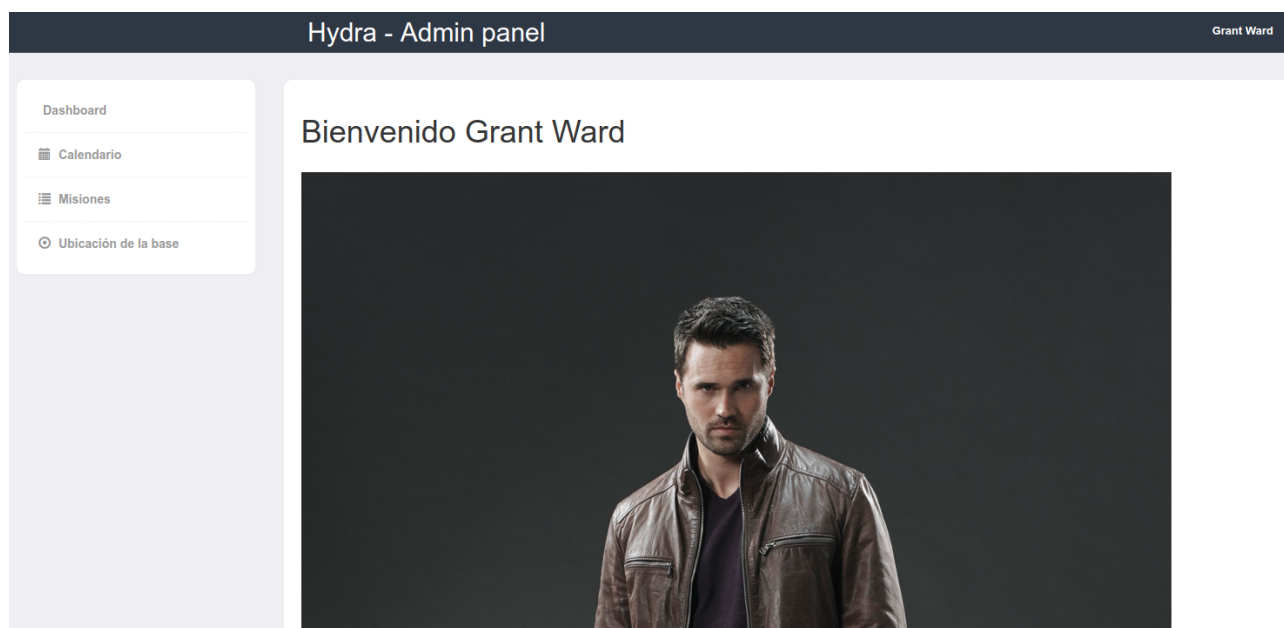 Hydra - Admin panel
Grant Ward
Dashboard
Calendario
Misiones
Ubicación de la base
Bienvenido Grant Ward